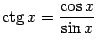 ctg x = cos x / sin x